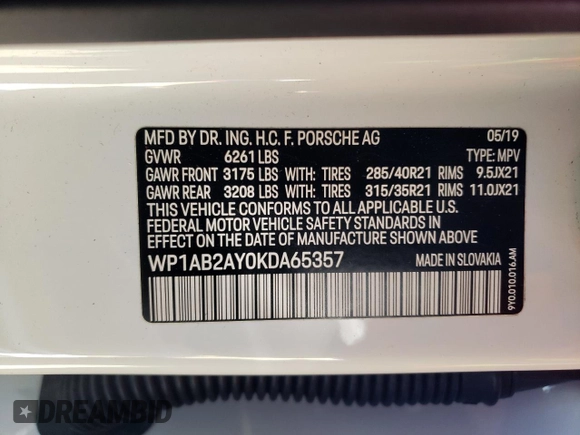 MFD BY DR. ING. H.C. F. PORSCHE AG 05/19
GVWR 6261 LBS TYPE: MPV
GAWR FRONT 3175 LBS WITH: TIRES 285/40R21 RIMS 9.5JX21
GAWR REAR 3208 LBS WITH: TIRES 315/35R21 RIMS 11.0JX21
THIS VEHICLE CONFORMS TO ALL APPLICABLE U.S.
FEDERAL MOTOR VEHICLE SAFETY STANDARDS IN
EFFECT ON THE DATE OF MANUFACTURE SHOWN ABOVE
WP1AB2AY0KDA65357 MADE IN SLOVAKIA
9Y0.010.016.AM
DREAMBID